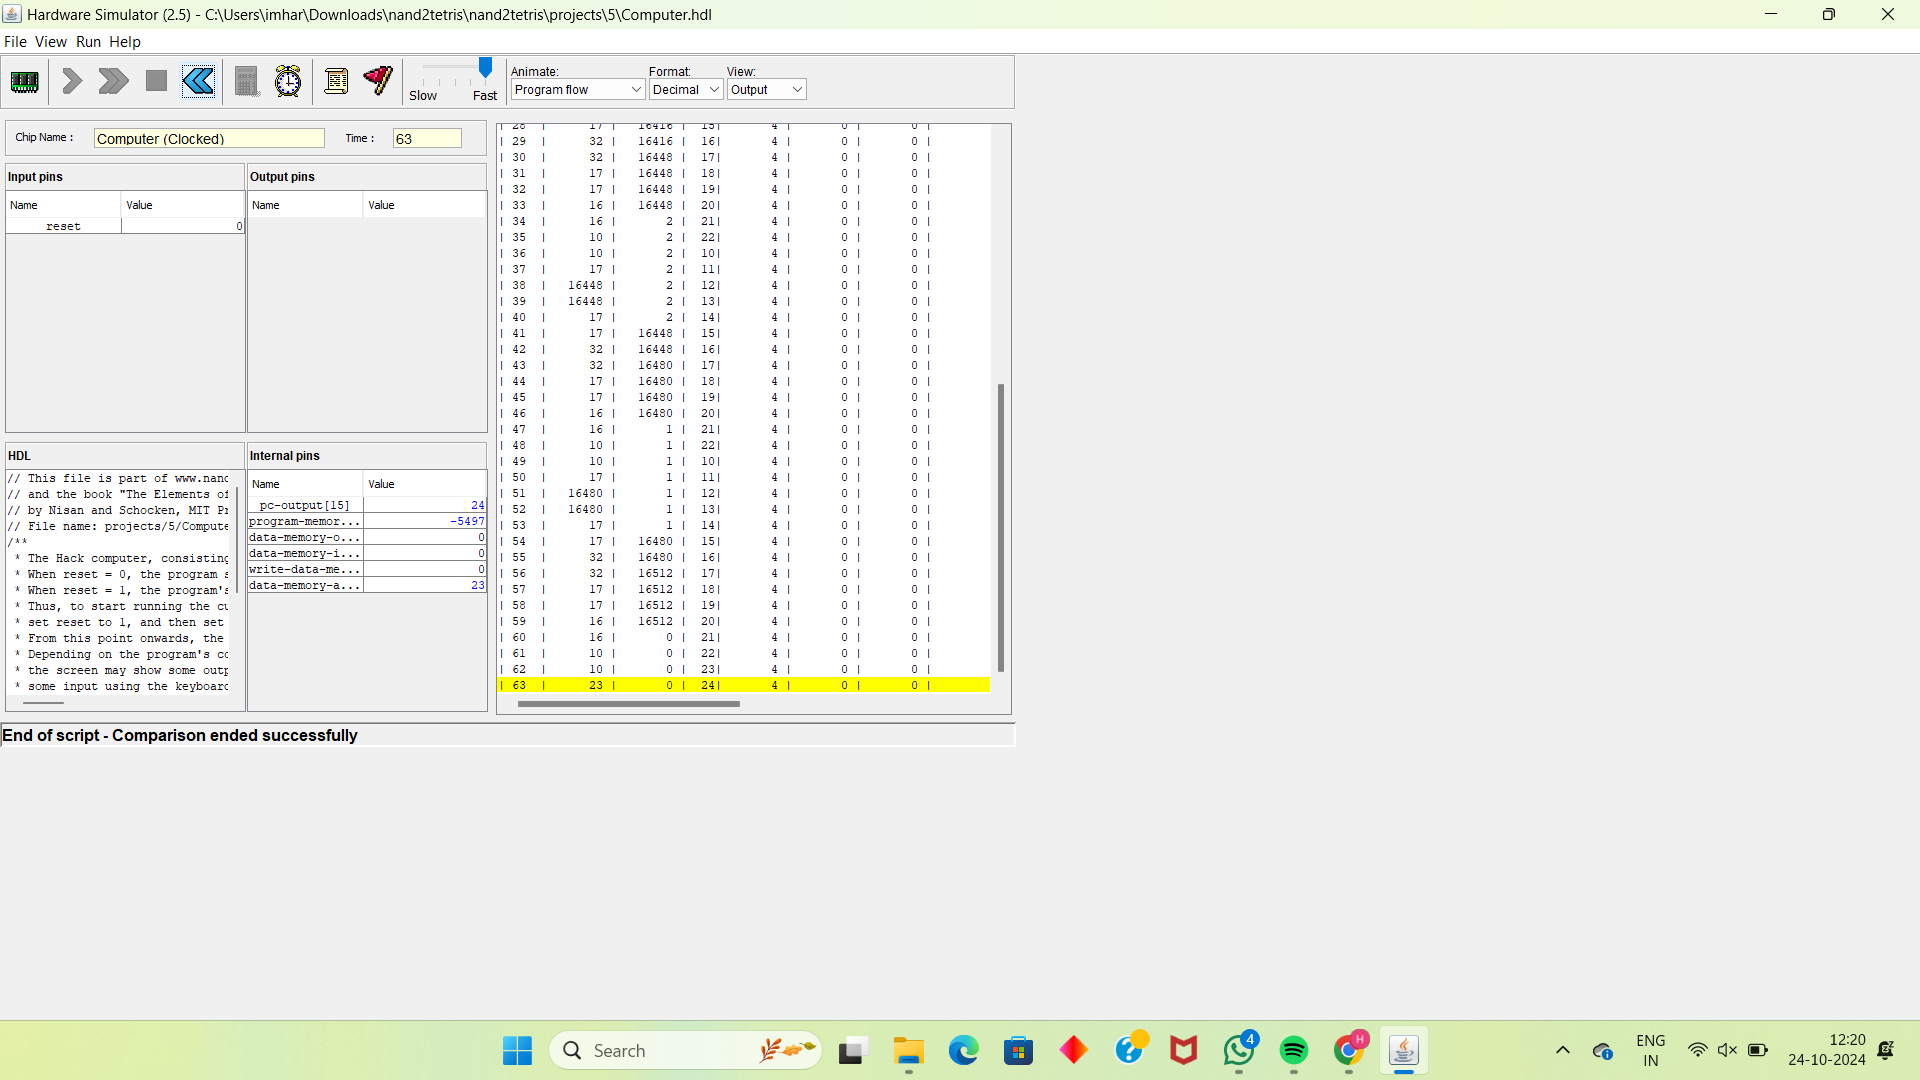 Hardware Simulator (2.5) - C:\Users\imhar\Downloads\nand2tetris\nand2tetris\projects\5\Computer.hdl
File View Run Help
Slow Fast
Animate: Format: View:
Program flow Decimal Output
Chip Name : Computer (Clocked) Time : 63
Input pins
Name Value
reset 0
Output pins
Name Value
HDL
// This file is part of www.nand
// and the book "The Elements of
// by Nisan and Schocken, MIT Pr
// File name: projects/5/Compute
/**
* The Hack computer, consisting
* When reset = 0, the program s
* When reset = 1, the program's
* Thus, to start running the cu
* set reset to 1, and then set
* From this point onwards, the
* Depending on the program's co
* the screen may show some outp
* some input using the keyboard
Internal pins
Name Value
pc-output[15] 24
program-memor... -5497
data-memory-o... 0
data-memory-i... 0
write-data-me... 0
data-memory-a... 23
| 28 | 17 | 16416 | 15| 4 | 0 | 0 |
| 29 | 32 | 16416 | 16| 4 | 0 | 0 |
| 30 | 32 | 16448 | 17| 4 | 0 | 0 |
| 31 | 17 | 16448 | 18| 4 | 0 | 0 |
| 32 | 17 | 16448 | 19| 4 | 0 | 0 |
| 33 | 16 | 16448 | 20| 4 | 0 | 0 |
| 34 | 16 | 2 | 21| 4 | 0 | 0 |
| 35 | 10 | 2 | 22| 4 | 0 | 0 |
| 36 | 10 | 2 | 10| 4 | 0 | 0 |
| 37 | 17 | 2 | 11| 4 | 0 | 0 |
| 38 | 16448 | 2 | 12| 4 | 0 | 0 |
| 39 | 16448 | 2 | 13| 4 | 0 | 0 |
| 40 | 17 | 2 | 14| 4 | 0 | 0 |
| 41 | 17 | 16448 | 15| 4 | 0 | 0 |
| 42 | 32 | 16448 | 16| 4 | 0 | 0 |
| 43 | 32 | 16480 | 17| 4 | 0 | 0 |
| 44 | 17 | 16480 | 18| 4 | 0 | 0 |
| 45 | 17 | 16480 | 19| 4 | 0 | 0 |
| 46 | 16 | 16480 | 20| 4 | 0 | 0 |
| 47 | 16 | 1 | 21| 4 | 0 | 0 |
| 48 | 10 | 1 | 22| 4 | 0 | 0 |
| 49 | 10 | 1 | 10| 4 | 0 | 0 |
| 50 | 17 | 1 | 11| 4 | 0 | 0 |
| 51 | 16480 | 1 | 12| 4 | 0 | 0 |
| 52 | 16480 | 1 | 13| 4 | 0 | 0 |
| 53 | 17 | 1 | 14| 4 | 0 | 0 |
| 54 | 17 | 16480 | 15| 4 | 0 | 0 |
| 55 | 32 | 16480 | 16| 4 | 0 | 0 |
| 56 | 32 | 16512 | 17| 4 | 0 | 0 |
| 57 | 17 | 16512 | 18| 4 | 0 | 0 |
| 58 | 17 | 16512 | 19| 4 | 0 | 0 |
| 59 | 16 | 16512 | 20| 4 | 0 | 0 |
| 60 | 16 | 0 | 21| 4 | 0 | 0 |
| 61 | 10 | 0 | 22| 4 | 0 | 0 |
| 62 | 10 | 0 | 23| 4 | 0 | 0 |
| 63 | 23 | 0 | 24| 4 | 0 | 0 |
End of script - Comparison ended successfully
Search
4
H
ENG
IN
12:20
24-10-2024